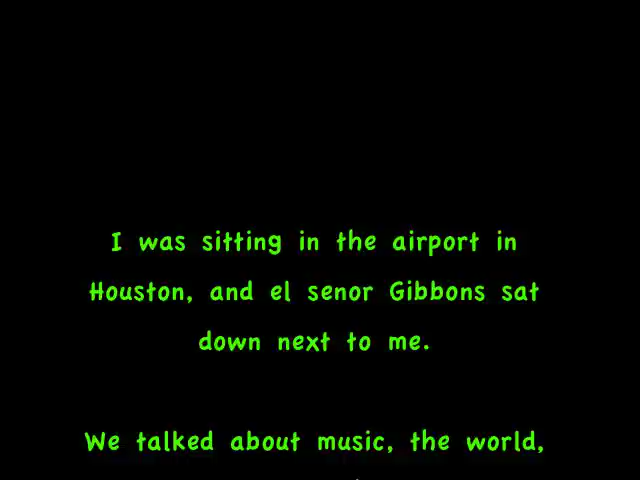 I was sitting in the airport in
Houston, and el senor Gibbons sat
down next to me.
We talked about music, the world,